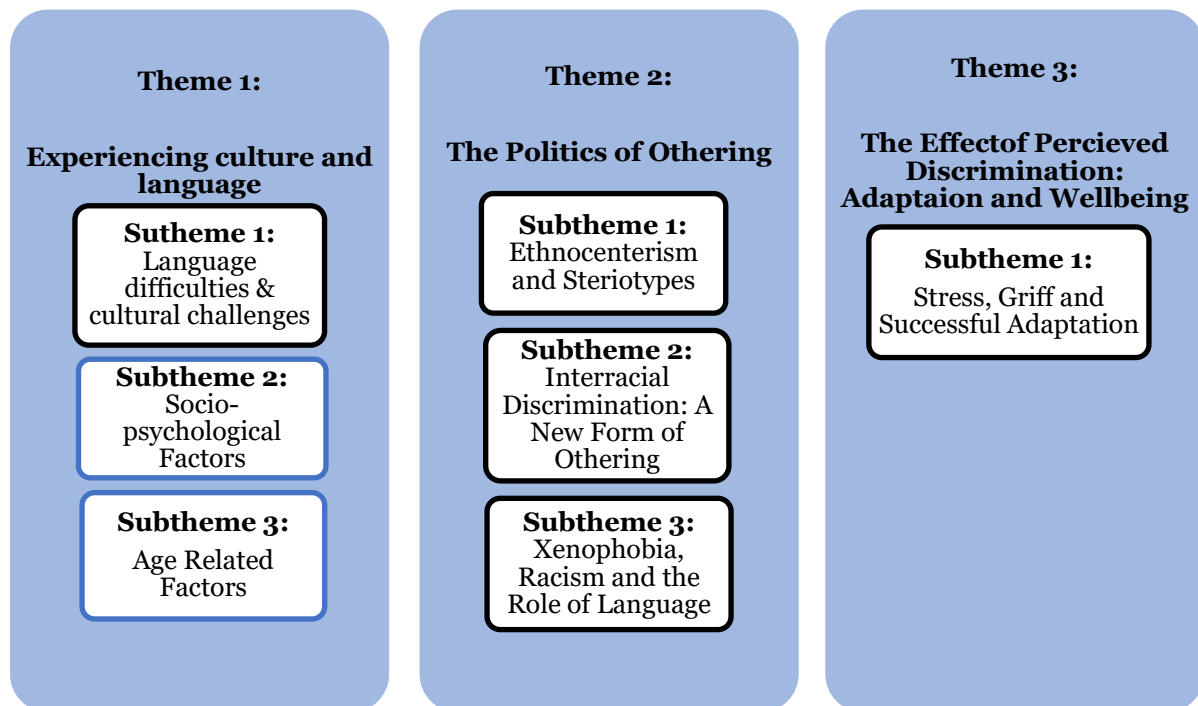 Theme 1:
Experiencing culture and
language
Sutheme 1:
Language
difficulties &
cultural challenges
Subtheme 2:
Socio-
psychological
Factors
Subtheme 3:
Age Related
Factors
Theme 2:
The Politics of Othering
Subtheme 1:
Ethnocenterism
and Steriotypes
Subtheme 2:
Interracial
Discrimination: A
New Form of
Othering
Subtheme 3:
Xenophobia,
Racism and the
Role of Language
Theme 3:
The Effectof Percieved
Discrimination:
Adaptaion and Wellbeing
Subtheme 1:
Stress, Griff and
Successful Adaptation